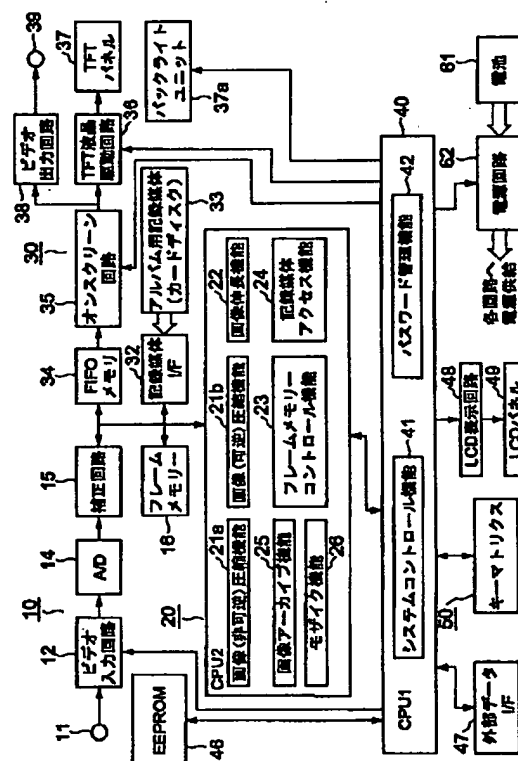 10
11
12
ビデオ
入力回路
14
A/D
15
補正回路
34
FIFO
メモリ
30
35
オンスクリーン
回路
38
ビデオ
出力回路
39
36
TFT液晶
駆動回路
37
TFT
パネル
バックライト
ユニット
37a
16
フレーム
メモリー
32
記録媒体
I/F
33
アルバム用記録媒体
(カードディスク)
EEPROM
46
20
CPU2
21a
画像(非可逆)圧縮機能
21b
画像(可逆)圧縮機能
22
画像伸長機能
25
画像アーカイブ機能
23
フレームメモリー
コントロール機能
24
記録媒体
アクセス機能
26
モザイク機能
40
CPU1
41
システムコントロール機能
42
パスワード管理機能
47
外部データ
I/F
50
キーマトリクス
48
LCD表示回路
49
LCDパネル
各回路へ
電源供給
62
電源回路
61
電池